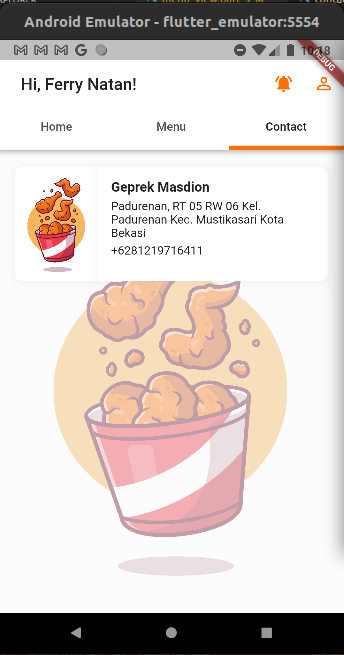 Android Emulator - flutter_emulator:5554
10:18
DEBUG
Hi, Ferry Natan!
Home Menu Contact
Geprek Masdion
Padurenan, RT 05 RW 06 Kel.
Padurenan Kec. Mustikasari Kota
Bekasi
+6281219716411